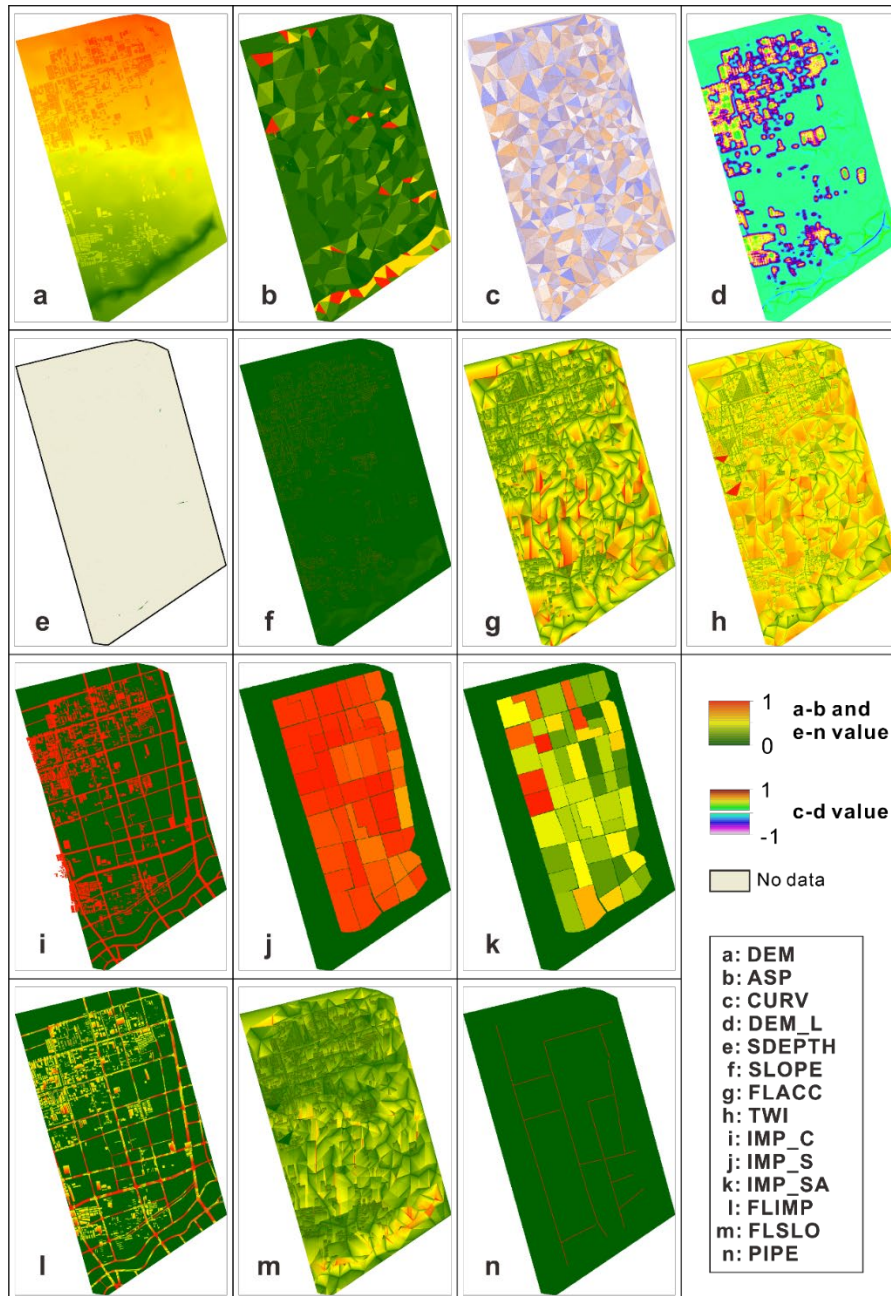 a
b
c
d
e
f
g
h
i
j
k
1
0
a-b and
e-n value
1
-1
c-d value
No data
l
m
n
a: DEM
b: ASP
c: CURV
d: DEM_L
e: SDEPTH
f: SLOPE
g: FLACC
h: TWI
i: IMP_C
j: IMP_S
k: IMP_SA
l: FLIMP
m: FLSLO
n: PIPE